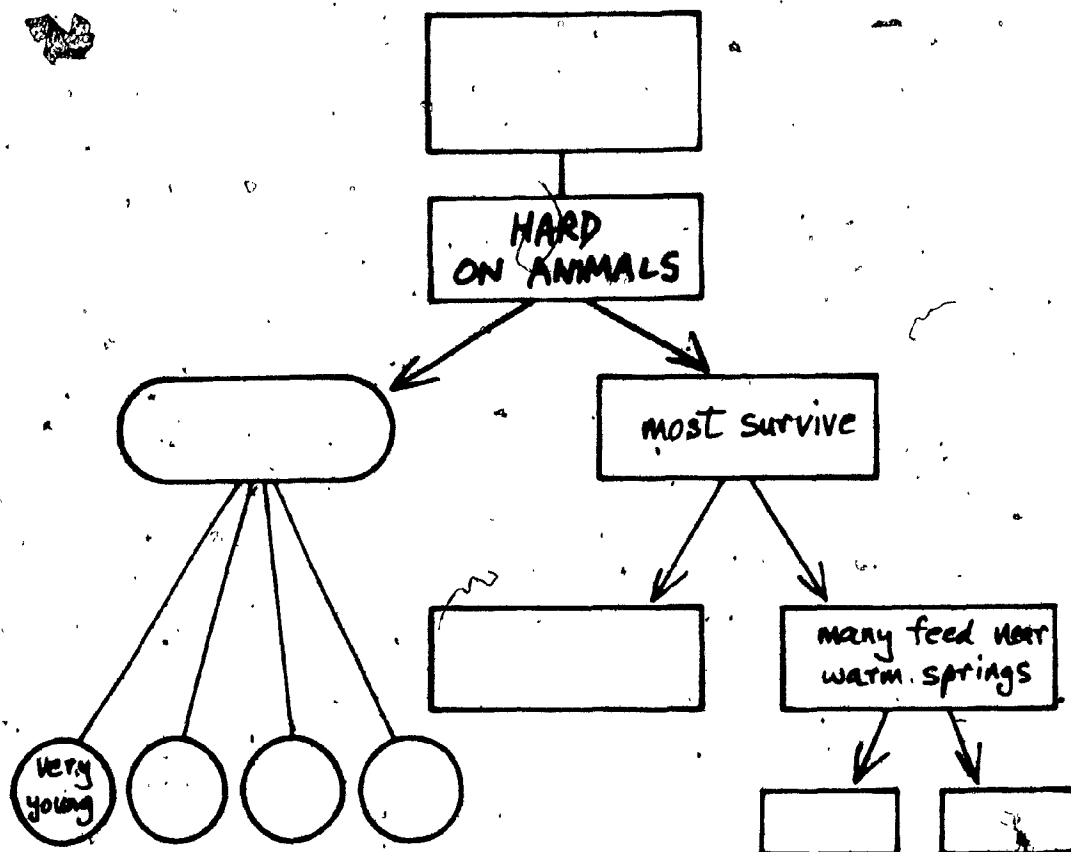 HARD
ON ANIMALS
most survive
many feed near
warm springs
very
young